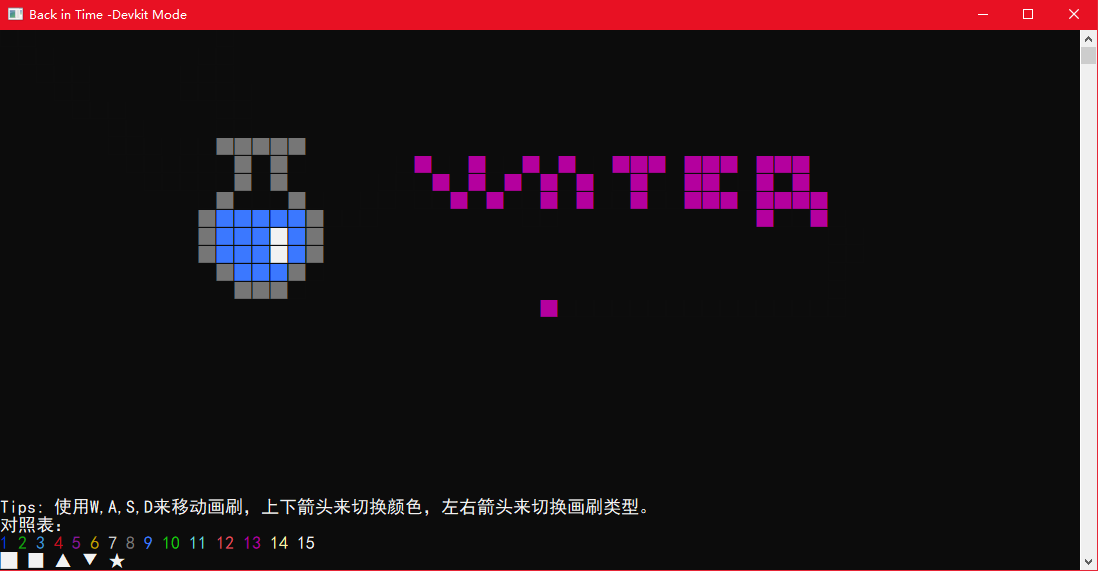 Back in Time -Devkit Mode
WATER
Tips: 使用W,A,S,D来移动画刷，上下箭头来切换颜色，左右箭头来切换画刷类型。
对照表：
1 2 3 4 5 6 7 8 9 10 11 12 13 14 15